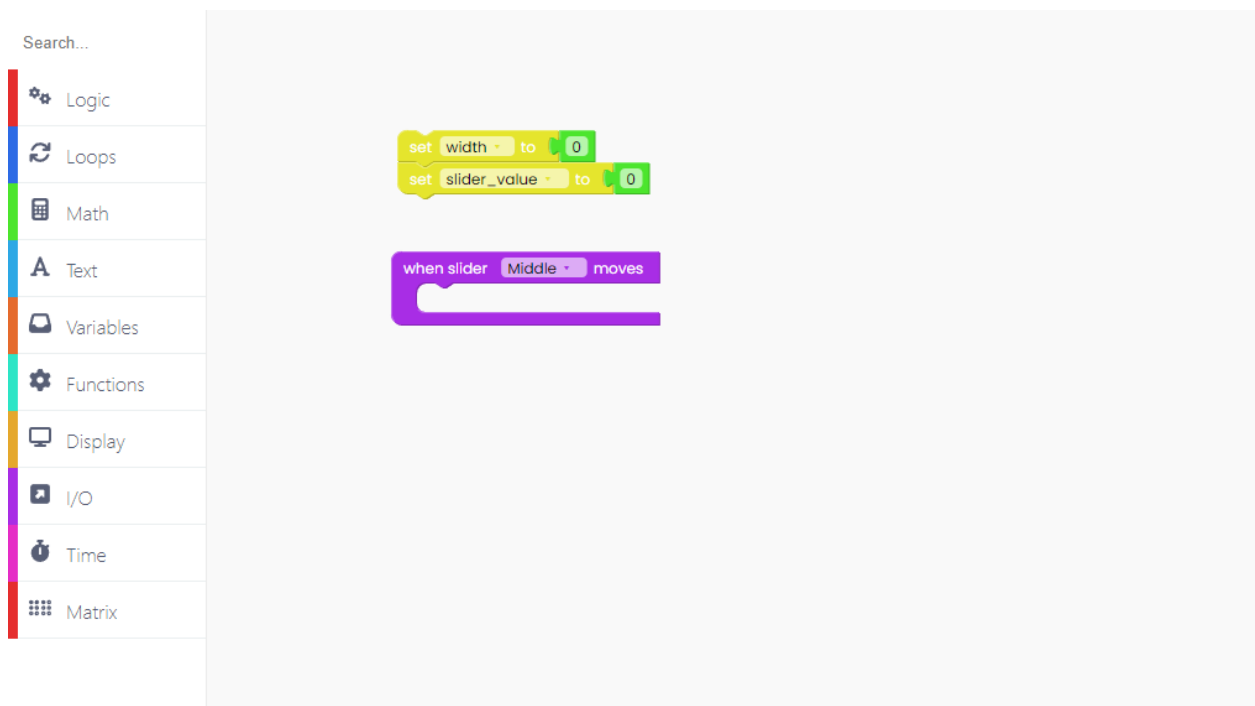 Search...
Logic
Loops
Math
Text
Variables
Functions
Display
I/O
Time
Matrix
set width to 0
set slider_value to 0
when slider Middle moves